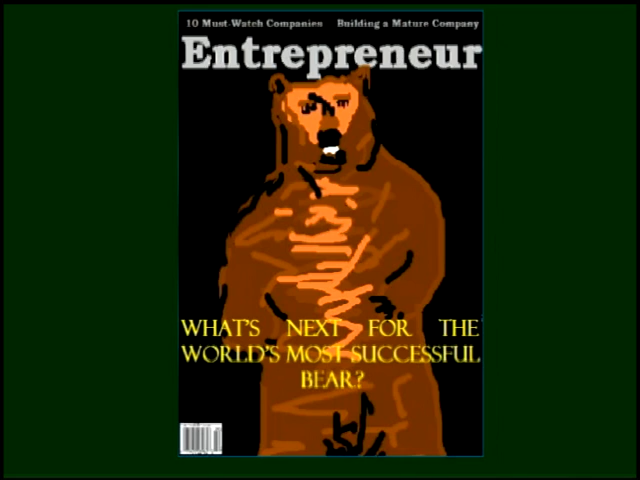 10 Must-Watch Companies Building a Mature Company
Entrepreneur
WHAT'S NEXT FOR THE
WORLD'S MOST SUCCESSFUL
BEAR?